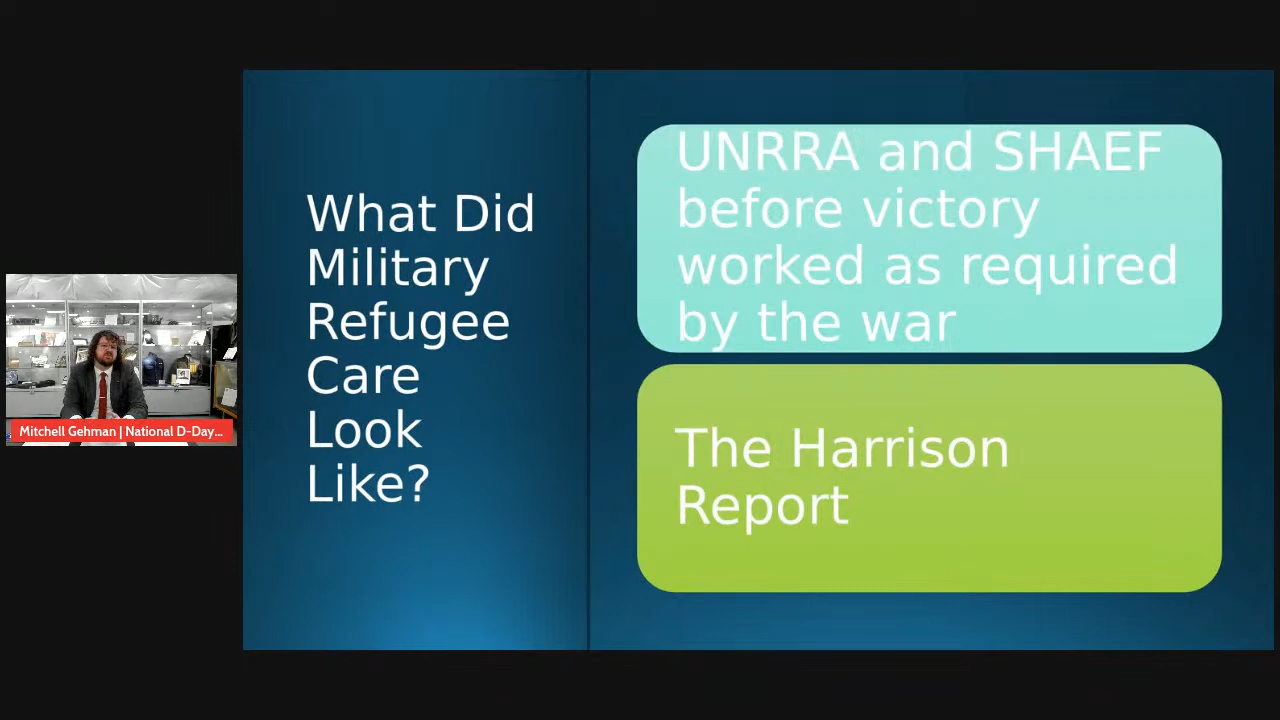 What Did
Military
Refugee
Care
Look
Like?
UNRRA and SHAEF
before victory
worked as required
by the war
The Harrison
Report
Mitchell Gehman | National D-Day...